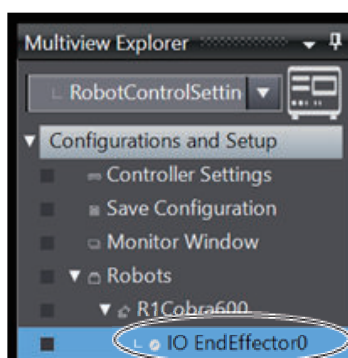 Multiview Explorer
RobotControlSettin
Configurations and Setup
Controller Settings
Save Configuration
Monitor Window
Robots
R1Cobra600
IO EndEffector0